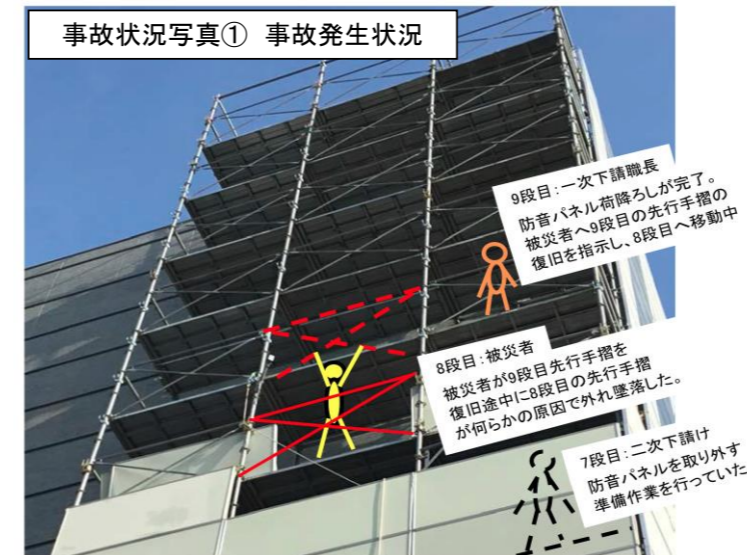 事故状況写真① 事故発生状況
9段目：一次下請職長
防音パネル荷降ろしが完了。
被災者へ9段目の先行手摺の
復旧を指示し、8段目へ移動中
8段目：被災者
被災者が9段目先行手摺を
復旧途中に8段目の先行手摺
が何らかの原因で外れ墜落した。
7段目：二次下請け
防音パネルを取り外す
準備作業を行っていた